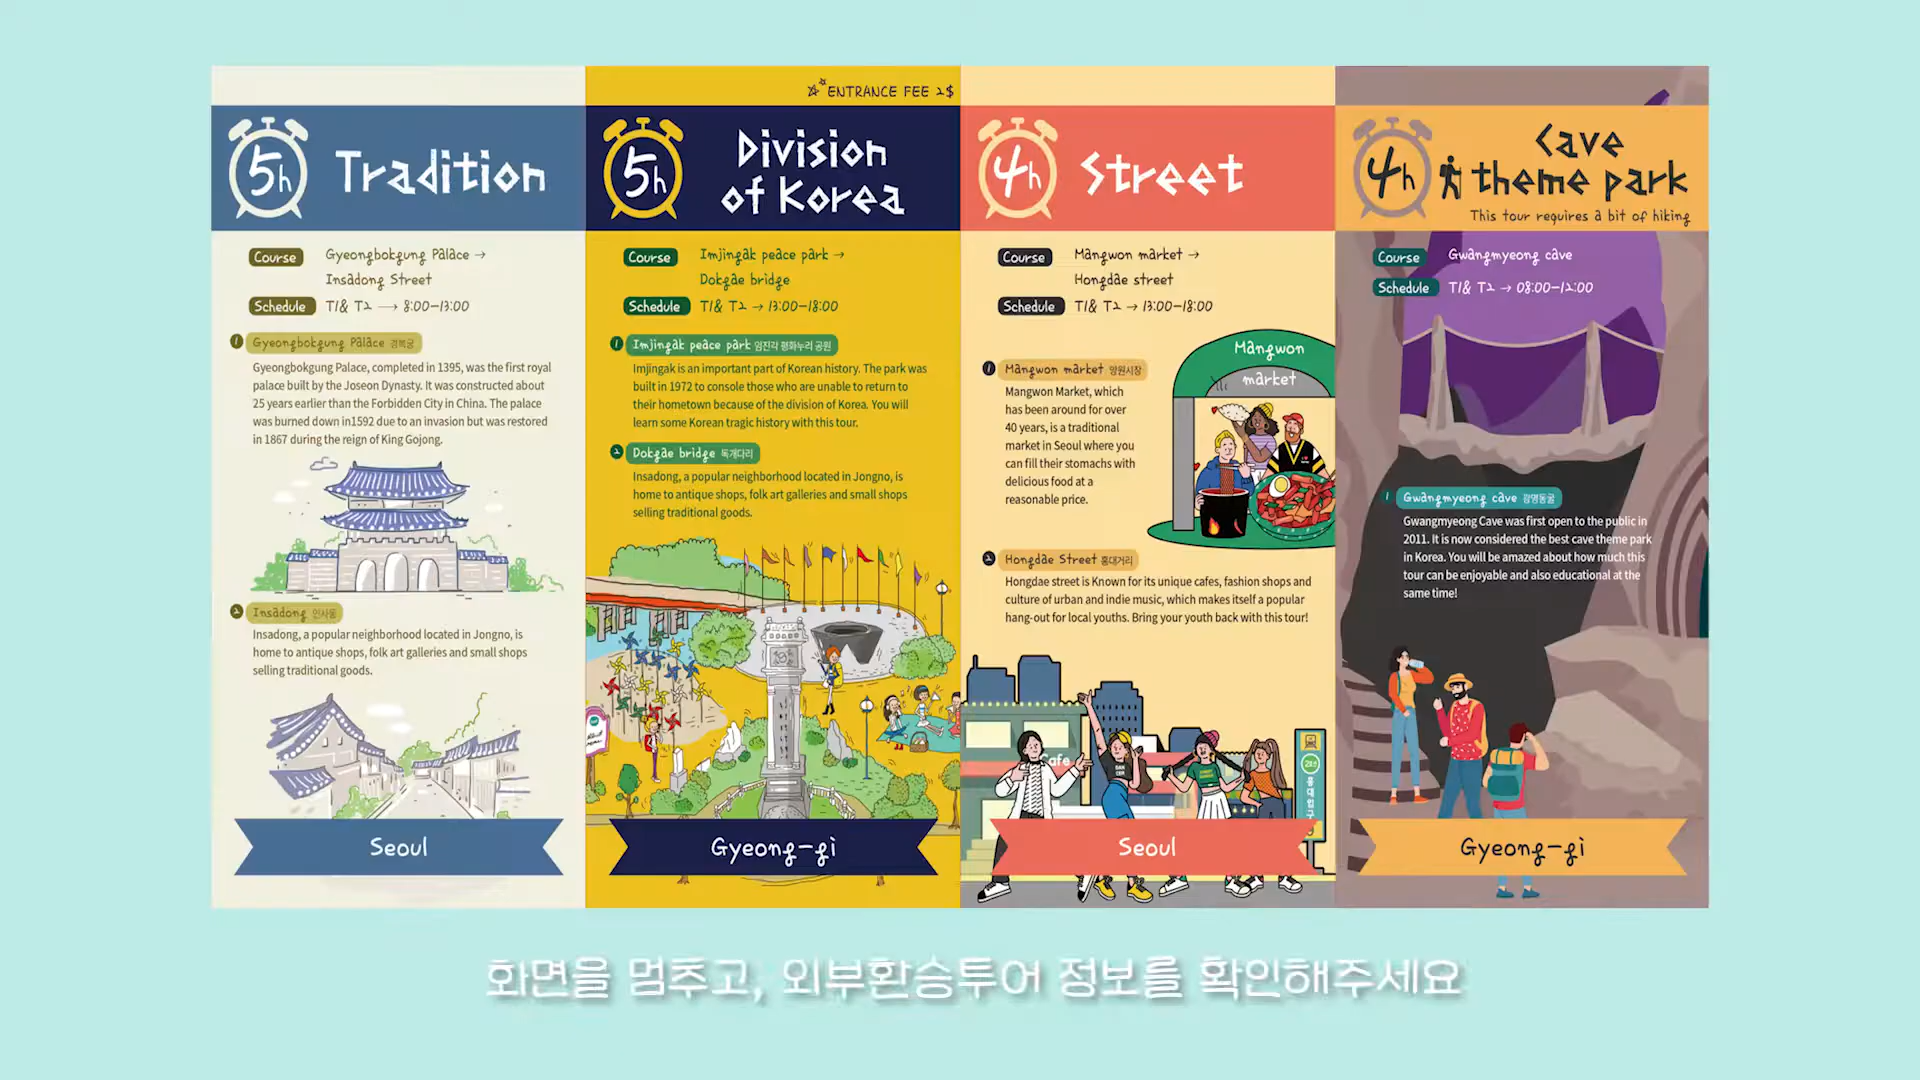 5h
Tradition
Course
Gyeongbokgung Palace →
Insadong Street
Schedule
T1& T2 → 8:00-13:00
1
Gyeongbokgung Palace 경복궁
Gyeongbokgung Palace, completed in 1395, was the first royal
palace built by the Joseon Dynasty. It was constructed about
25 years earlier than the Forbidden City in China. The palace
was burned down in1592 due to an invasion but was restored
in 1867 during the reign of King Gojong.
2
Insadong 인사동
Insadong, a popular neighborhood located in Jongno, is
home to antique shops, folk art galleries and small shops
selling traditional goods.
Seoul
ENTRANCE FEE 2$
5h
Division
of Korea
Course
Imjingak peace park →
Dokgae bridge
Schedule
T1& T2 → 13:00-18:00
1
Imjingak peace park 임진각 평화누리 공원
Imjingak is an important part of Korean history. The park was
built in 1972 to console those who are unable to return to
their hometown because of the division of Korea. You will
learn some Korean tragic history with this tour.
2
Dokgae bridge 독개다리
Insadong, a popular neighborhood located in Jongno, is
home to antique shops, folk art galleries and small shops
selling traditional goods.
Gyeong-gi
4h
Street
Course
Mangwon market →
Hongdae street
Schedule
T1& T2 → 13:00-18:00
1
Mangwon market 망원시장
Mangwon Market, which
has been around for over
40 years, is a traditional
market in Seoul where you
can fill their stomachs with
delicious food at a
reasonable price.
Mangwon
market
2
Hongdae Street 홍대거리
Hongdae street is Known for its unique cafes, fashion shops and
culture of urban and indie music, which makes itself a popular
hang-out for local youths. Bring your youth back with this tour!
Cafe
홍대입구
Seoul
4h
Cave
theme park
This tour requires a bit of hiking
Course
Gwangmyeong cave
Schedule
T1& T2 → 08:00-12:00
1
Gwangmyeong cave 광명동굴
Gwangmyeong Cave was first open to the public in
2011. It is now considered the best cave theme park
in Korea. You will be amazed about how much this
tour can be enjoyable and also educational at the
same time!
Gyeong-gi
화면을 멈추고, 외부환승투어 정보를 확인해주세요